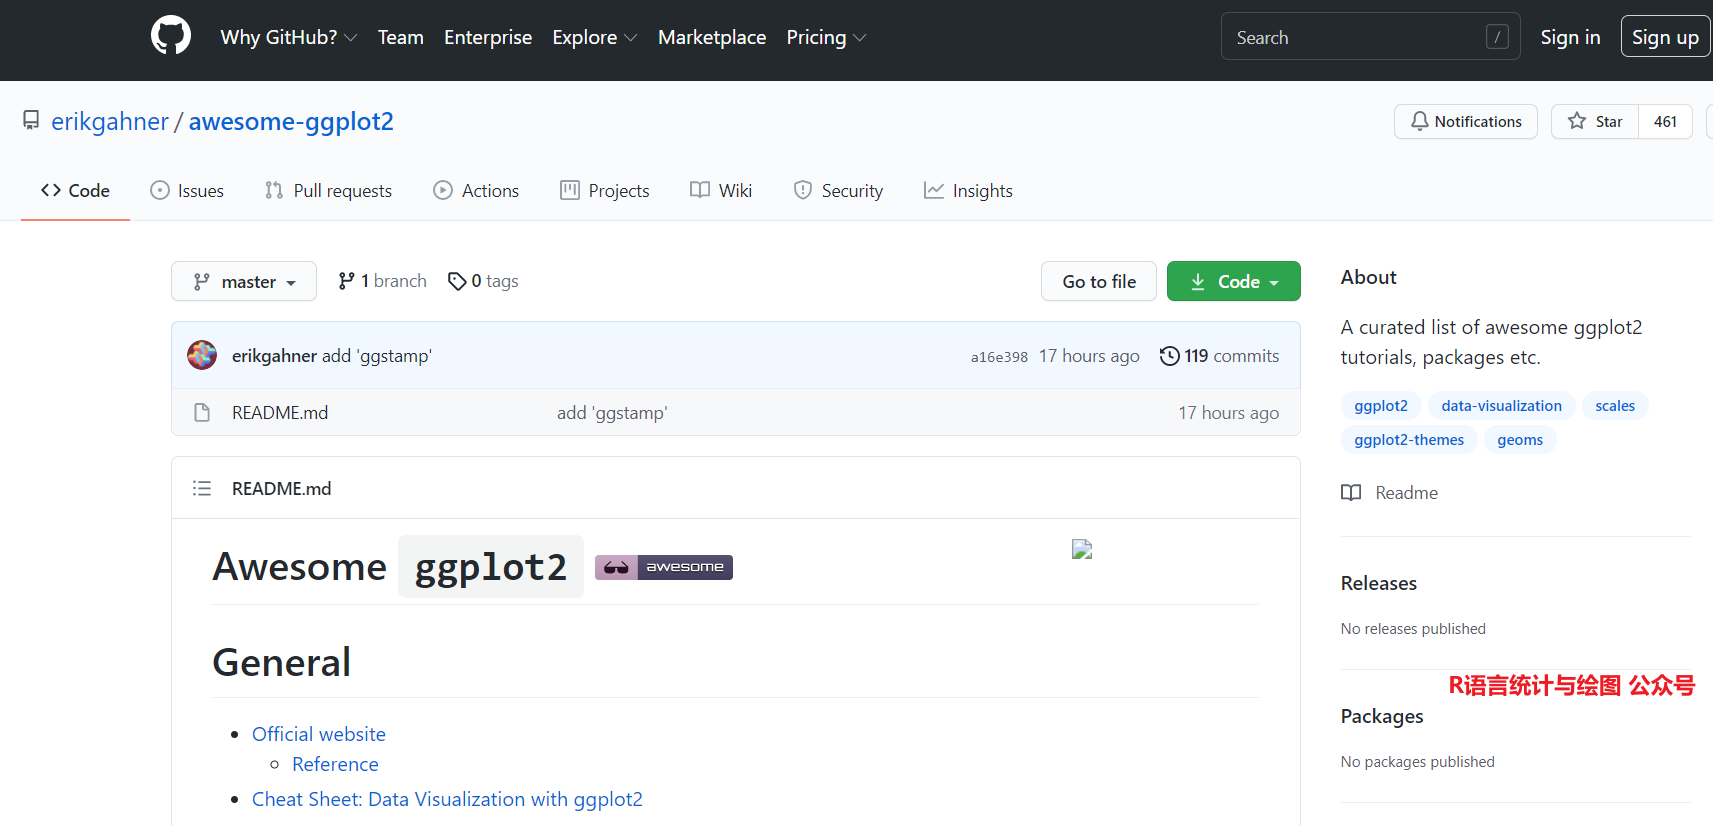 Why GitHub? Team Enterprise Explore Marketplace Pricing Search / Sign in Sign up
erikgahner / awesome-ggplot2 Notifications Star 461
Code Issues Pull requests Actions Projects Wiki Security Insights
master 1 branch 0 tags Go to file Code
erikgahner add 'ggstamp' a16e398 17 hours ago 119 commits
README.md add 'ggstamp' 17 hours ago
README.md
Awesome ggplot2 awesome
General
Official website
Reference
Cheat Sheet: Data Visualization with ggplot2
About
A curated list of awesome ggplot2
tutorials, packages etc.
ggplot2 data-visualization scales
ggplot2-themes geoms
Readme
Releases
No releases published
R语言统计与绘图 公众号
Packages
No packages published